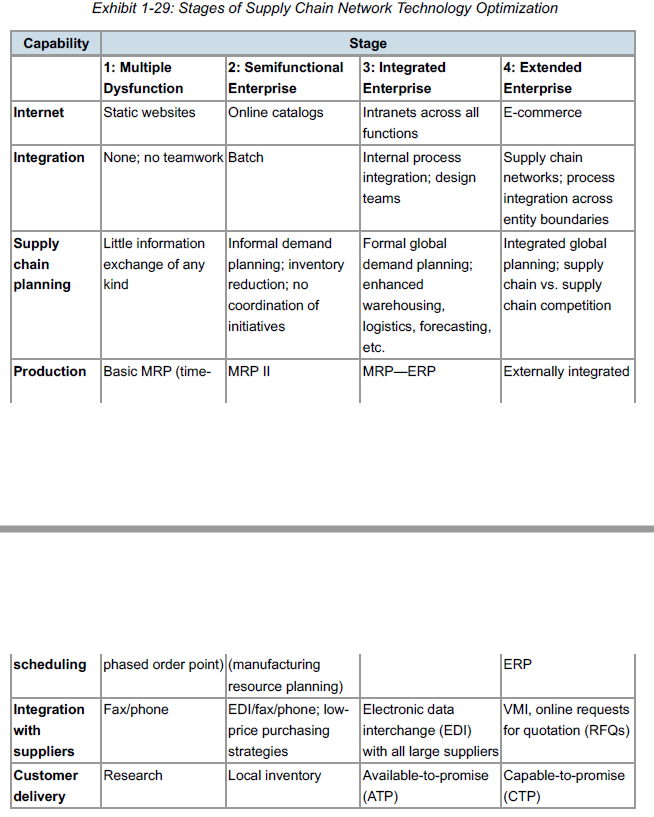 Exhibit 1-29: Stages of Supply Chain Network Technology Optimization
Capability Stage
1: Multiple 2: Semifunctional 3: Integrated 4: Extended
Dysfunction Enterprise Enterprise Enterprise
Internet Static websites Online catalogs Intranets across all E-commerce
functions
Integration None; no teamwork Batch Internal process Supply chain
integration; design networks; process
teams integration across
entity boundaries
Supply Little information Informal demand Formal global Integrated global
chain exchange of any planning; inventory demand planning; planning; supply
planning kind reduction; no enhanced chain vs. supply
coordination of warehousing, chain competition
initiatives logistics, forecasting,
etc.
Production Basic MRP (time- MRP II MRP—ERP Externally integrated
scheduling phased order point) (manufacturing ERP
resource planning)
Integration Fax/phone EDI/fax/phone; low- Electronic data VMI, online requests
with price purchasing interchange (EDI) for quotation (RFQs)
suppliers strategies with all large suppliers
Customer Research Local inventory Available-to-promise Capable-to-promise
delivery (ATP) (CTP)